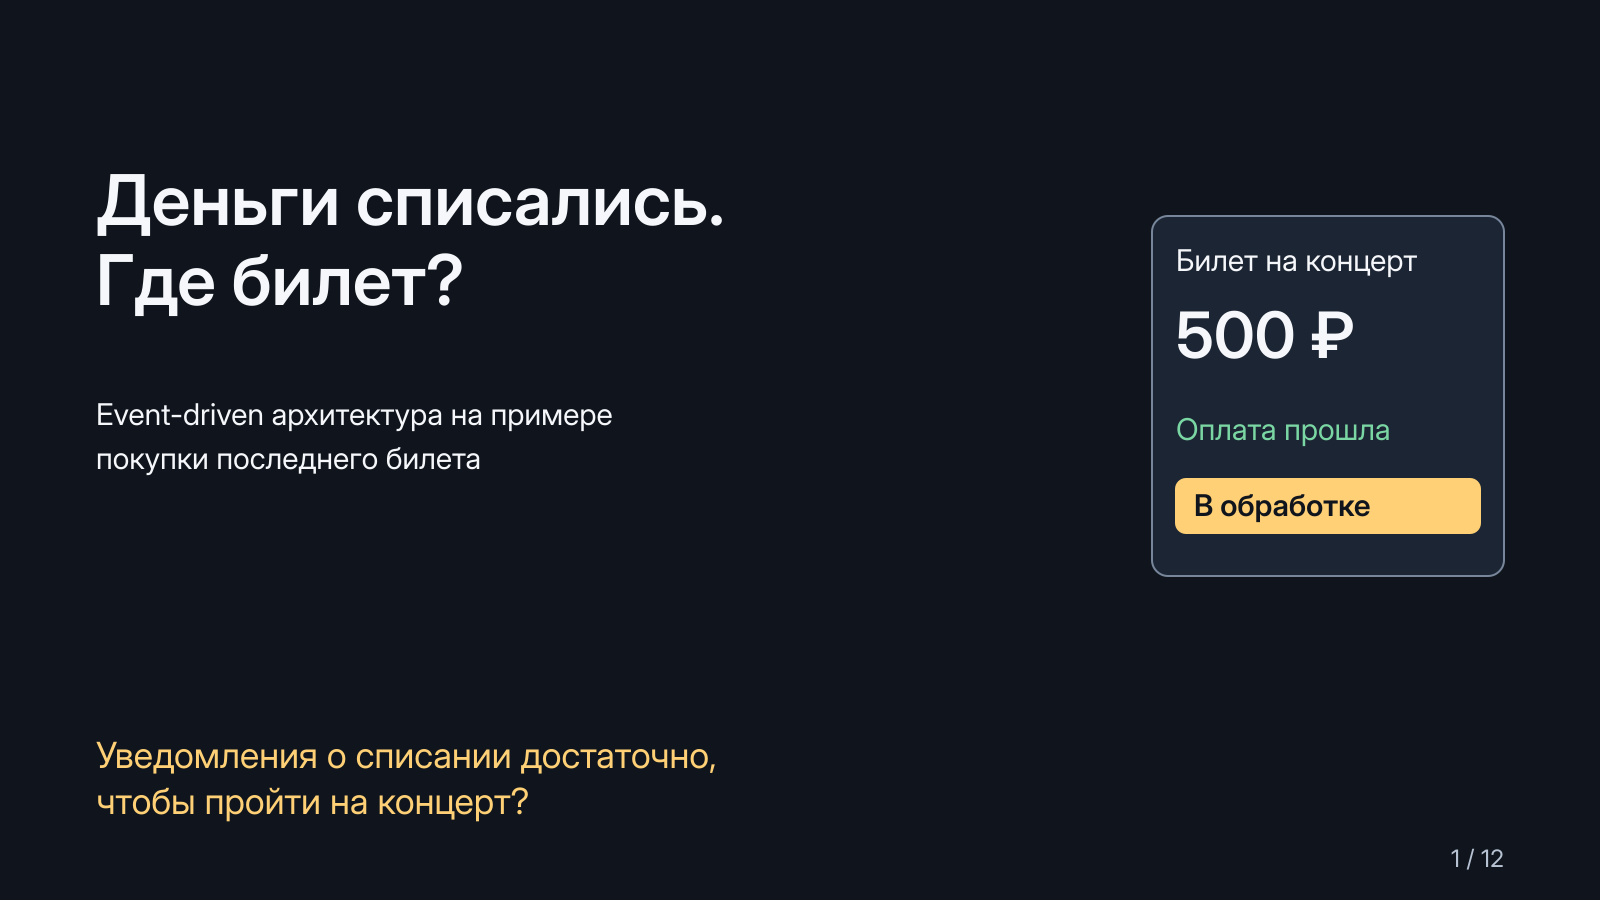 Деньги списались.
Где билет?
Event-driven архитектура на примере
покупки последнего билета
Билет на концерт
500 ₽
Оплата прошла
В обработке
Уведомления о списании достаточно,
чтобы пройти на концерт?
1 / 12